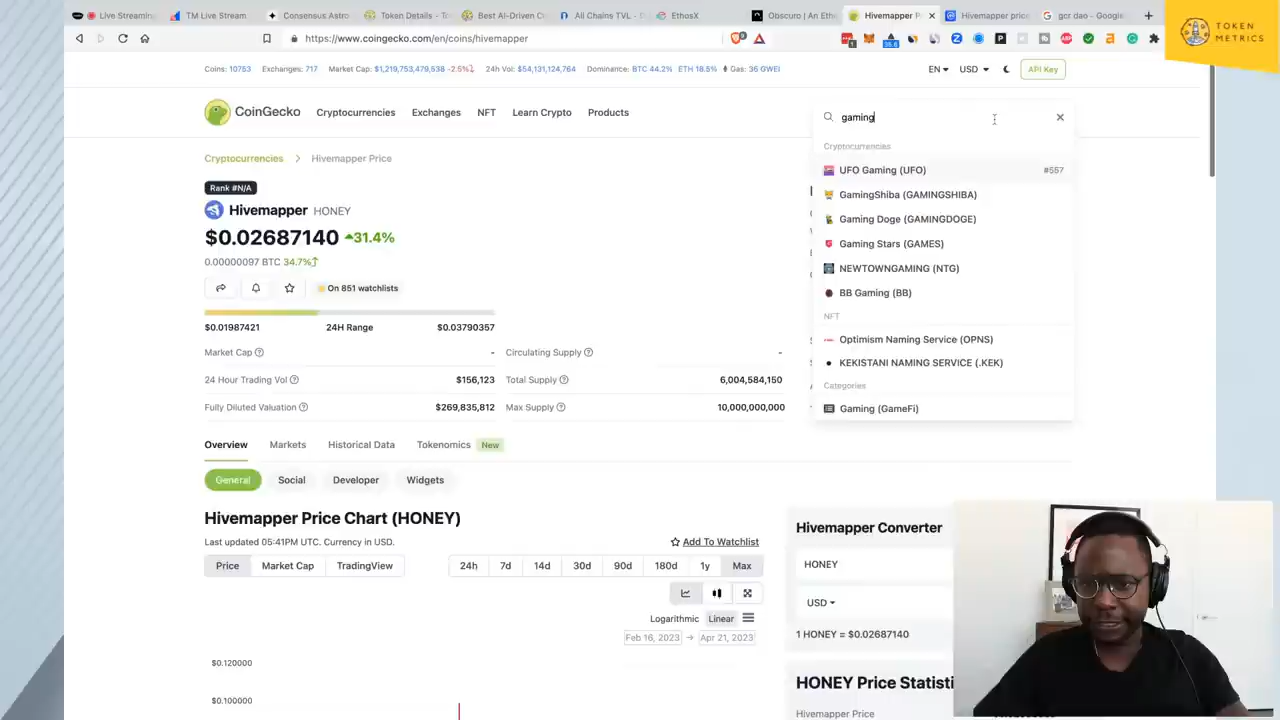 Live Streaming
TM Live Stream
Consensus Astro
Token Details - To
Best AI-Driven C
All Chains TVL - D
EthosX
Obscuro | An Ethe
Hivemapper P
Hivemapper price
gcr dao - Google
TOKEN
METRICS
https://www.coingecko.com/en/coins/hivemapper
Coins: 10753 Exchanges: 717 Market Cap: $1,219,753,479,538 -2.5% 24h Vol: $54,131,124,764 Dominance: BTC 44.2% ETH 18.5% Gas: 36 GWEI
EN USD API Key
CoinGecko Cryptocurrencies Exchanges NFT Learn Crypto Products
gaming
Cryptocurrencies
UFO Gaming (UFO) #557
GamingShiba (GAMINGSHIBA)
Gaming Doge (GAMINGDOGE)
Gaming Stars (GAMES)
NEWTOWNGAMING (NTG)
BB Gaming (BB)
NFT
Optimism Naming Service (OPNS)
KEKISTANI NAMING SERVICE (.KEK)
Categories
Gaming (GameFi)
Cryptocurrencies > Hivemapper Price
Rank #N/A
Hivemapper HONEY
$0.02687140 31.4%
0.00000097 BTC 34.7%
On 851 watchlists
$0.01987421 24H Range $0.03790357
Market Cap - Circulating Supply -
24 Hour Trading Vol $156,123 Total Supply 6,004,584,150
Fully Diluted Valuation $269,835,812 Max Supply 10,000,000,000
Overview Markets Historical Data Tokenomics New
General Social Developer Widgets
Hivemapper Price Chart (HONEY)
Last updated 05:41PM UTC. Currency in USD.
Add To Watchlist
Price Market Cap TradingView 24h 7d 14d 30d 90d 180d 1y Max
Logarithmic Linear
Feb 16, 2023 → Apr 21, 2023
$0.120000
$0.100000
Hivemapper Converter
HONEY
USD
1 HONEY = $0.02687140
HONEY Price Statisti
Hivemapper Price